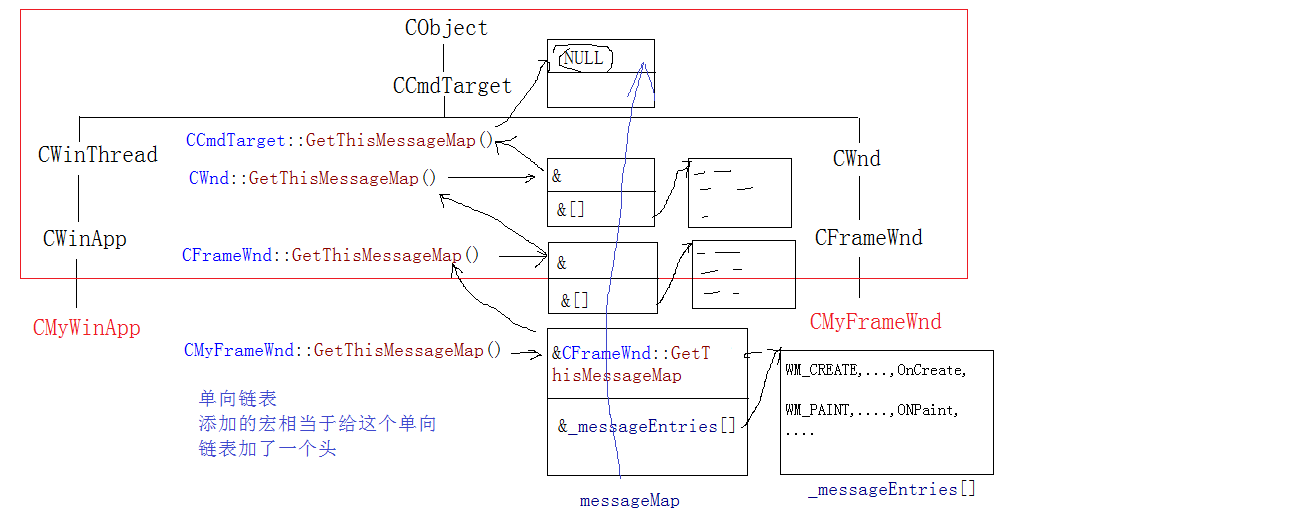 CObject
NULL
CCmdTarget
CCmdTarget::GetThisMessageMap()
CWinThread
CWnd
CWnd::GetThisMessageMap()
&
&[]
CWinApp
CFrameWnd
CFrameWnd::GetThisMessageMap()
&
&[]
CMyWinApp
CMyFrameWnd
CMyFrameWnd::GetThisMessageMap()
&CFrameWnd::GetT
hisMessageMap
WM_CREATE,...,OnCreate,
WM_PAINT,....,ONPaint,
....
单向链表
添加的宏相当于给这个单向
链表加了一个头
&_messageEntries[]
_messageEntries[]
messageMap